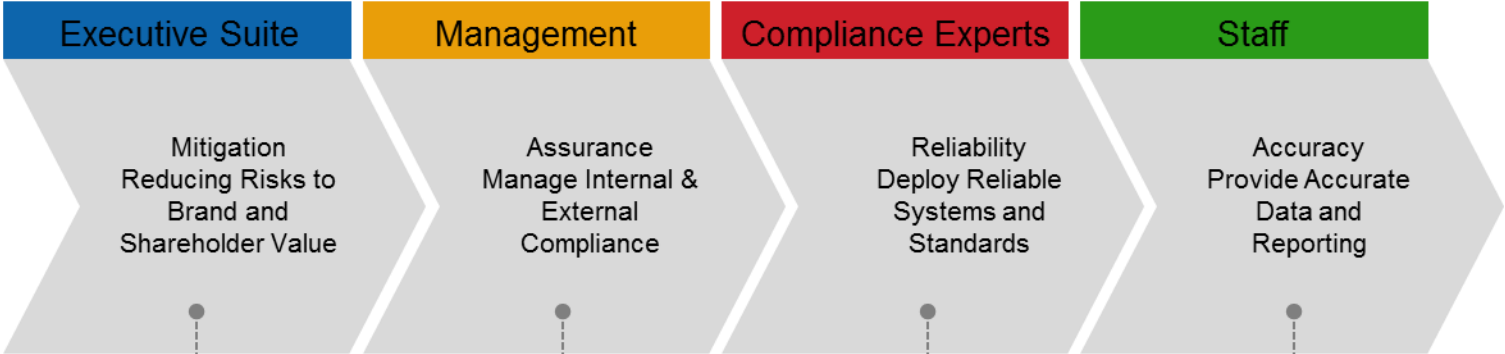 Executive Suite
Management
Compliance Experts
Staff
Mitigation
Reducing Risks to
Brand and
Shareholder Value
Assurance
Manage Internal &
External
Compliance
Reliability
Deploy Reliable
Systems and
Standards
Accuracy
Provide Accurate
Data and
Reporting